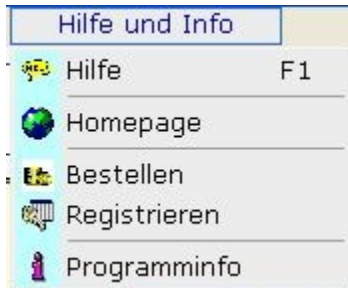 Hilfe und Info
Hilfe F1
Homepage
Bestellen
Registrieren
Programminfo